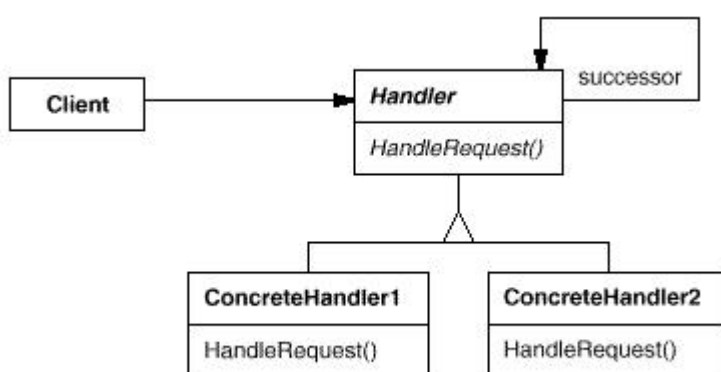 successor
Client
Handler
HandleRequest()
ConcreteHandler1
ConcreteHandler2
HandleRequest()
HandleRequest()